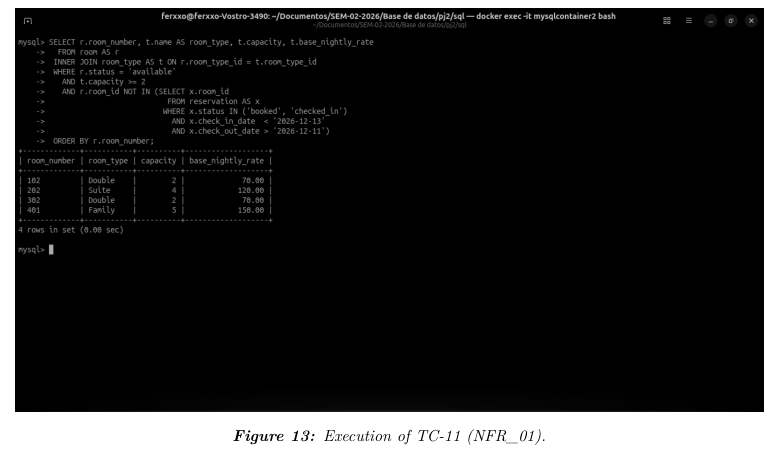 ferxxo@ferxxo-Vostro-3490: ~/Documentos/SEM-02-2026/Base de datos/pj2/sql — docker exec -it mysqlcontainer2 bash
~/Documentos/SEM-02-2026/Base de datos/pj2/sql
mysql> SELECT r.room_number, t.name AS room_type, t.capacity, t.base_nightly_rate
    ->   FROM room AS r
    ->  INNER JOIN room_type AS t ON r.room_type_id = t.room_type_id
    ->  WHERE r.status = 'available'
    ->    AND t.capacity >= 2
    ->    AND r.room_id NOT IN (SELECT x.room_id
    ->                            FROM reservation AS x
    ->                           WHERE x.status IN ('booked', 'checked_in')
    ->                             AND x.check_in_date  < '2026-12-13'
    ->                             AND x.check_out_date > '2026-12-11')
    ->  ORDER BY r.room_number;
+-------------+-----------+----------+-------------------+
| room_number | room_type | capacity | base_nightly_rate |
+-------------+-----------+----------+-------------------+
| 102         | Double    |        2 |             70.00 |
| 202         | Suite     |        4 |            120.00 |
| 302         | Double    |        2 |             70.00 |
| 401         | Family    |        5 |            150.00 |
+-------------+-----------+----------+-------------------+
4 rows in set (0.00 sec)
mysql>
Figure 13: Execution of TC-11 (NFR_01).